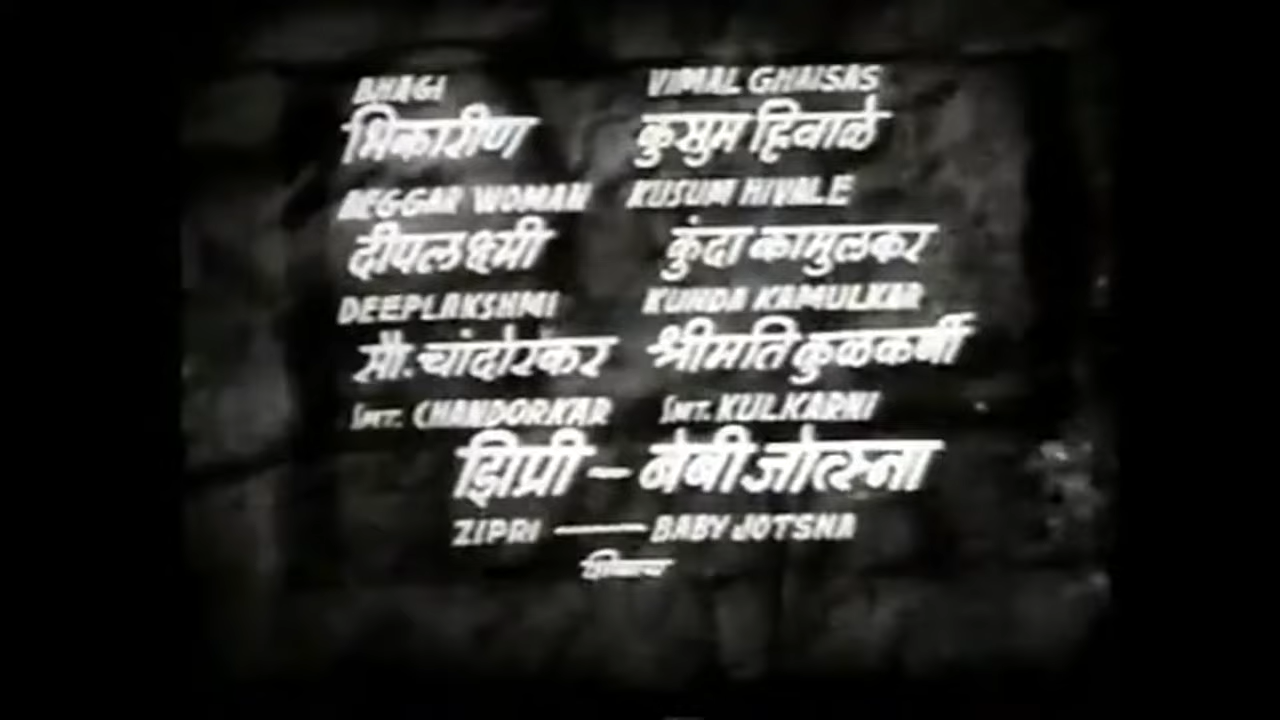 BHAGI VIMAL GHAISAS
भिकारीण कुसुम हिवाळे
BEGGAR WOMAN KUSUM HIVALE
दीपलक्ष्मी कुंदा कामुलकर
DEEPLAKSHMI KUNDA KAMULKAR
सौ. चांदोरकर श्रीमति कुळकर्णी
SMT. CHANDORKAR SMT. KULKARNI
झिप्री - बेबी जोत्स्ना
ZIPRI - BABY JOTSNA
शिवाय